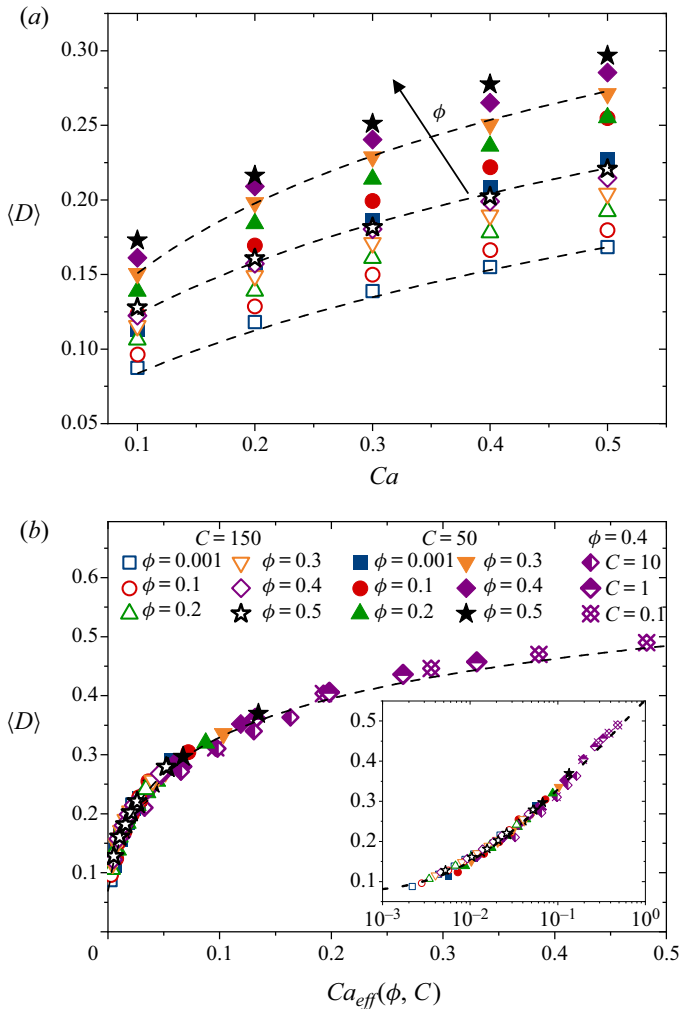 (a)
0.30
0.25
0.20
0.15
0.10
0.05
⟨D⟩
ϕ
0.1 0.2 0.3 0.4 0.5
Ca
(b)
C = 150 C = 50 ϕ = 0.4
ϕ = 0.001 ϕ = 0.3 ϕ = 0.001 ϕ = 0.3 C = 10
ϕ = 0.1 ϕ = 0.4 ϕ = 0.1 ϕ = 0.4 C = 1
ϕ = 0.2 ϕ = 0.5 ϕ = 0.2 ϕ = 0.5 C = 0.1
0.6
0.5
0.4
0.3
0.2
0.1
⟨D⟩
0.5
0.4
0.3
0.2
0.1
10⁻³ 10⁻² 10⁻¹ 10⁰
0 0.1 0.2 0.3 0.4 0.5
Ca_eff(ϕ, C)